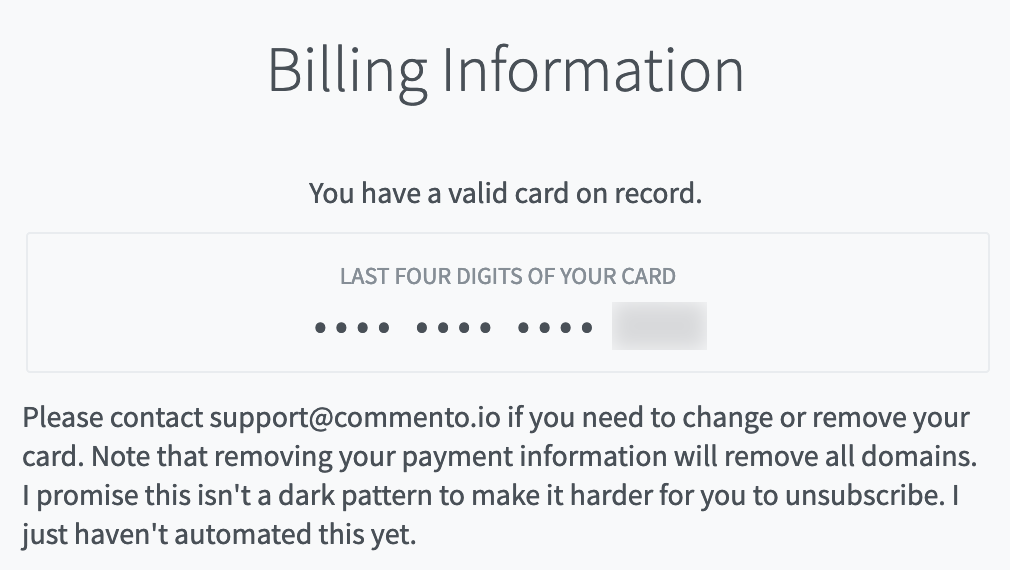 Billing Information
You have a valid card on record.
LAST FOUR DIGITS OF YOUR CARD
•••• •••• ••••
Please contact support@commento.io if you need to change or remove your
card. Note that removing your payment information will remove all domains.
I promise this isn't a dark pattern to make it harder for you to unsubscribe. I
just haven't automated this yet.